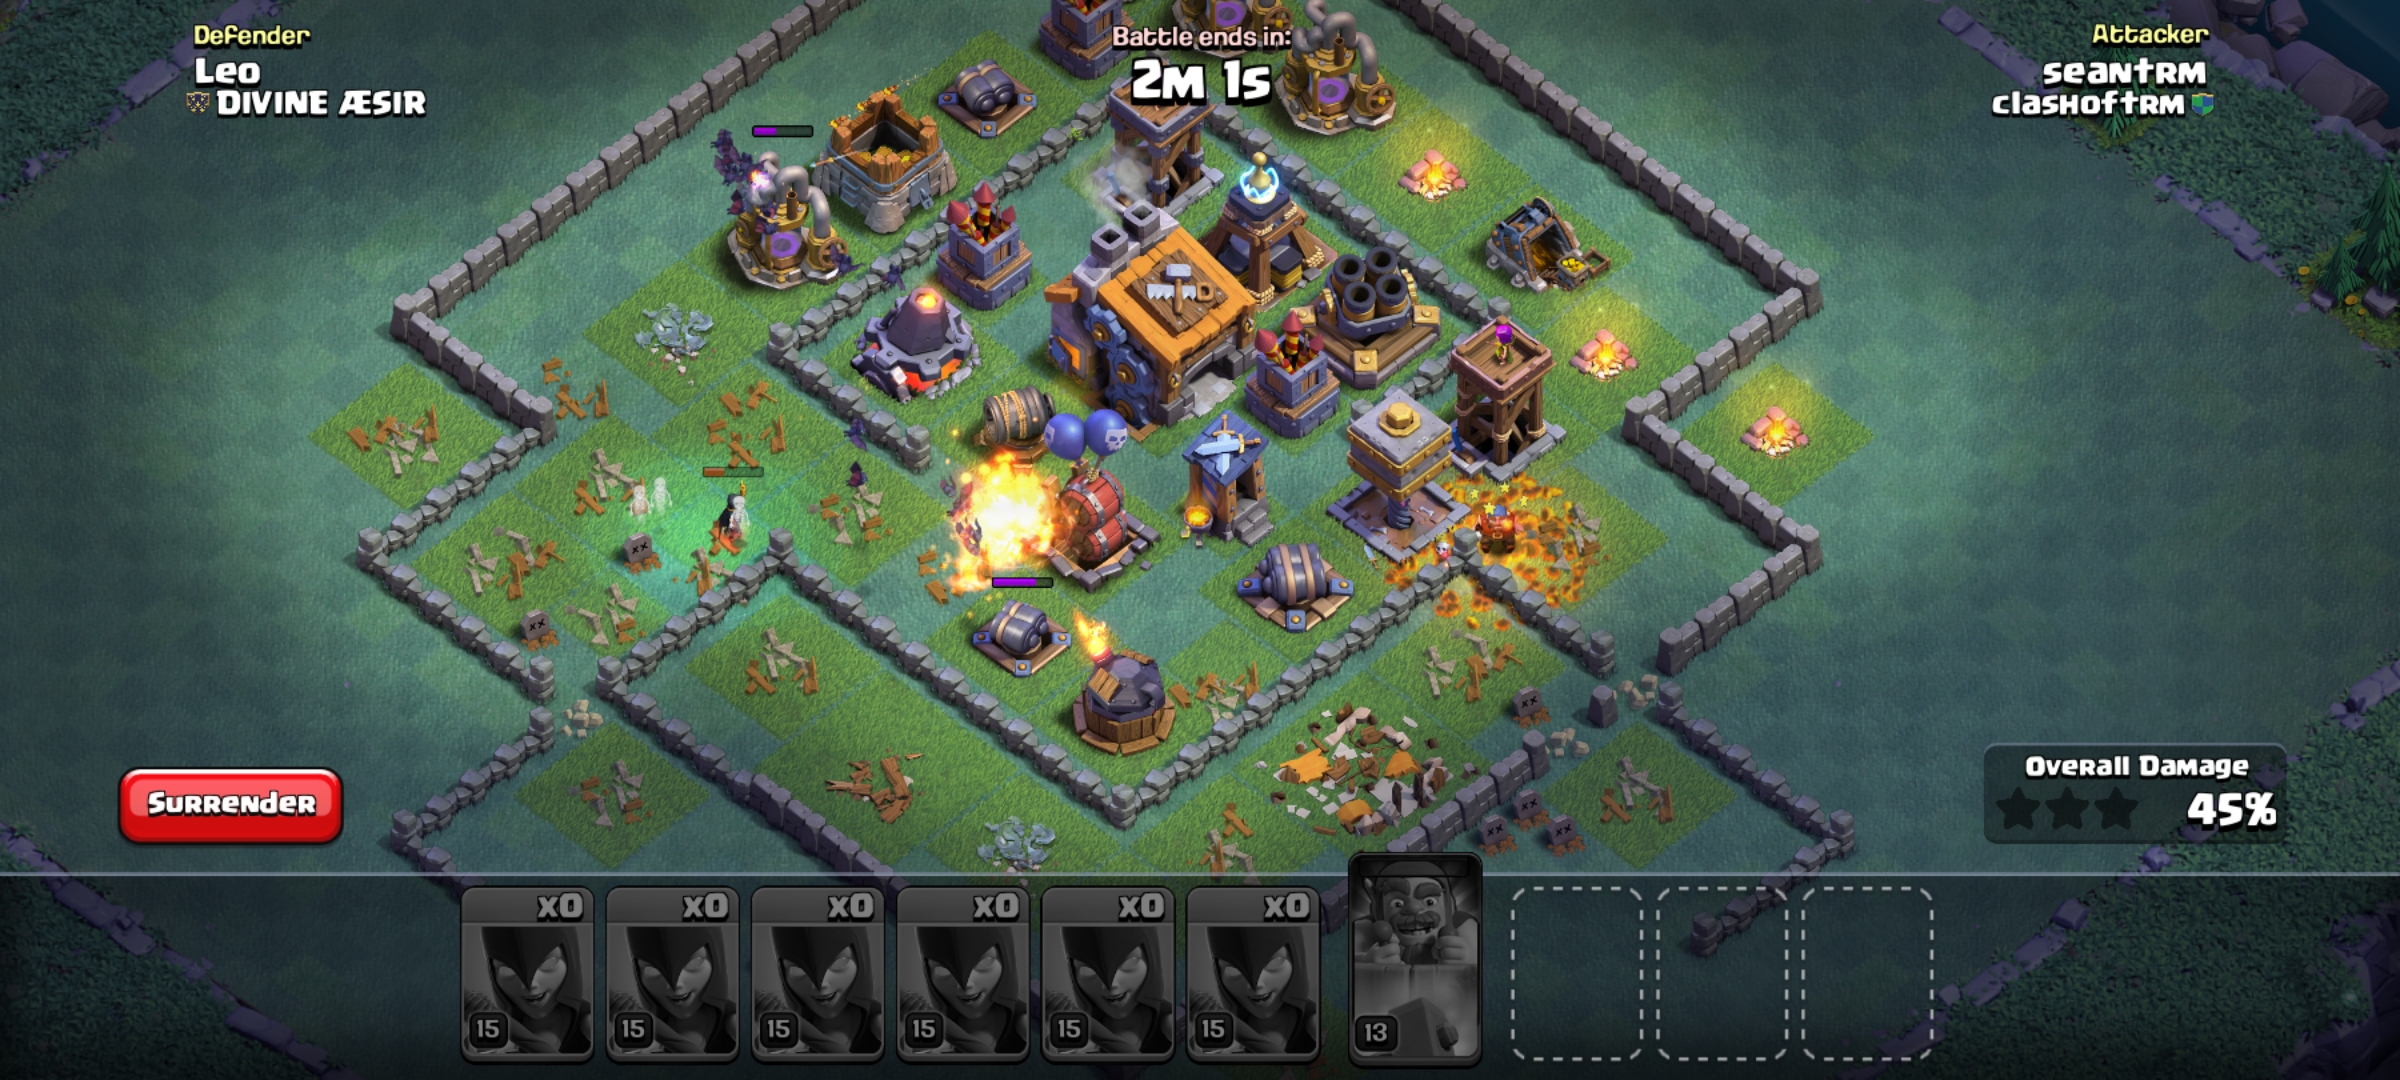 Defender
Leo
DIVINE ÆSIR
Battle ends in:
2M 1s
Attacker
seantRM
clashoftRM
Surrender
Overall Damage
45%
x0 x0 x0 x0 x0 x0
15 15 15 15 15 15 13